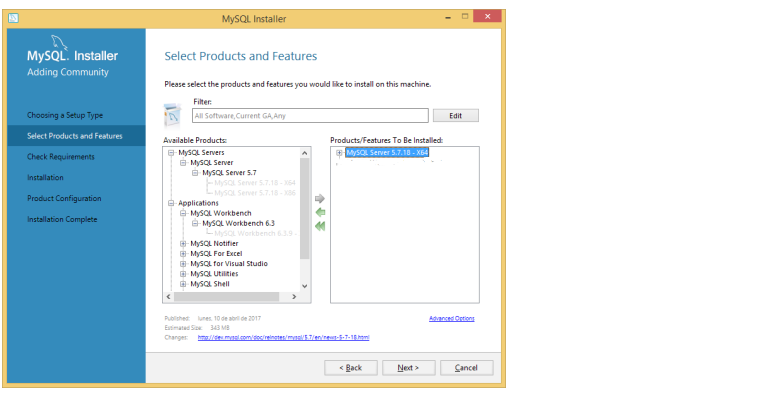 MySQL Installer
MySQL. Installer
Adding Community
Choosing a Setup Type
Select Products and Features
Check Requirements
Installation
Product Configuration
Installation Complete
Select Products and Features
Please select the products and features you would like to install on this machine.
Filter:
All Software,Current GA,Any
Edit
Available Products:
MySQL Servers
MySQL Server
MySQL Server 5.7
MySQL Server 5.7.18 - X64
MySQL Server 5.7.18 - X86
Applications
MySQL Workbench
MySQL Workbench 6.3
MySQL Workbench 6.3.9 -
MySQL Notifier
MySQL For Excel
MySQL for Visual Studio
MySQL Utilities
MySQL Shell
Products/Features To Be Installed:
MySQL Server 5.7.18 - X64
Published: lunes, 10 de abril de 2017
Estimated Size: 543 MB
Changes: http://dev.mysql.com/doc/relnotes/mysql/5.7/en/news-5-7-18.html
Advanced Options
< Back
Next >
Cancel